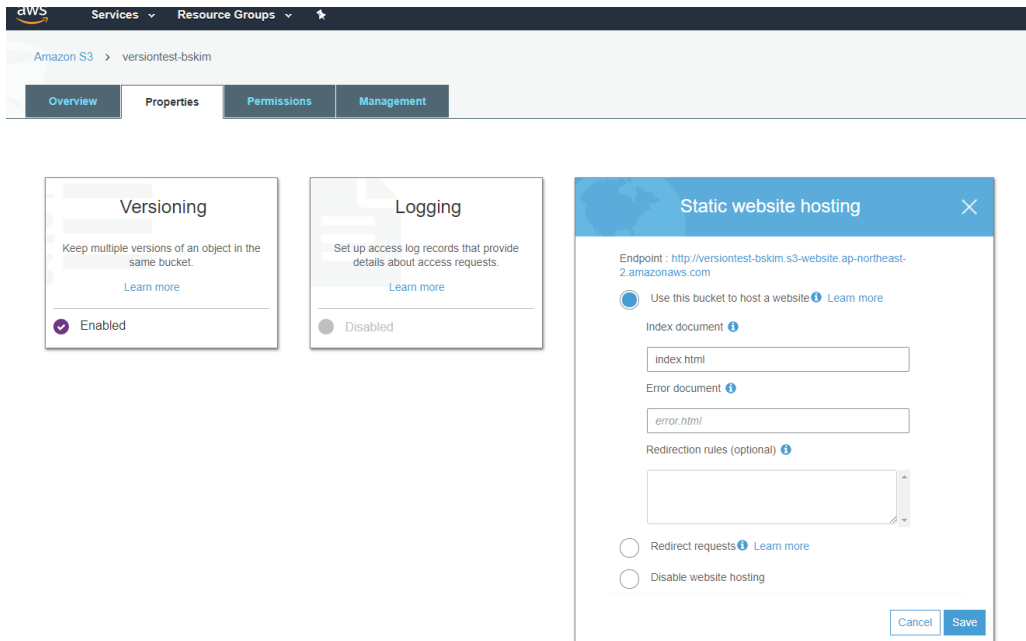 aws
Services
Resource Groups
Amazon S3 > versiontest-bskim
Overview
Properties
Permissions
Management
Versioning
Keep multiple versions of an object in the
same bucket.
Learn more
Enabled
Logging
Set up access log records that provide
details about access requests.
Learn more
Disabled
Static website hosting
Endpoint : http://versiontest-bskim.s3-website.ap-northeast-
2.amazonaws.com
Use this bucket to host a website Learn more
Index document
index.html
Error document
error.html
Redirection rules (optional)
Redirect requests Learn more
Disable website hosting
Cancel
Save